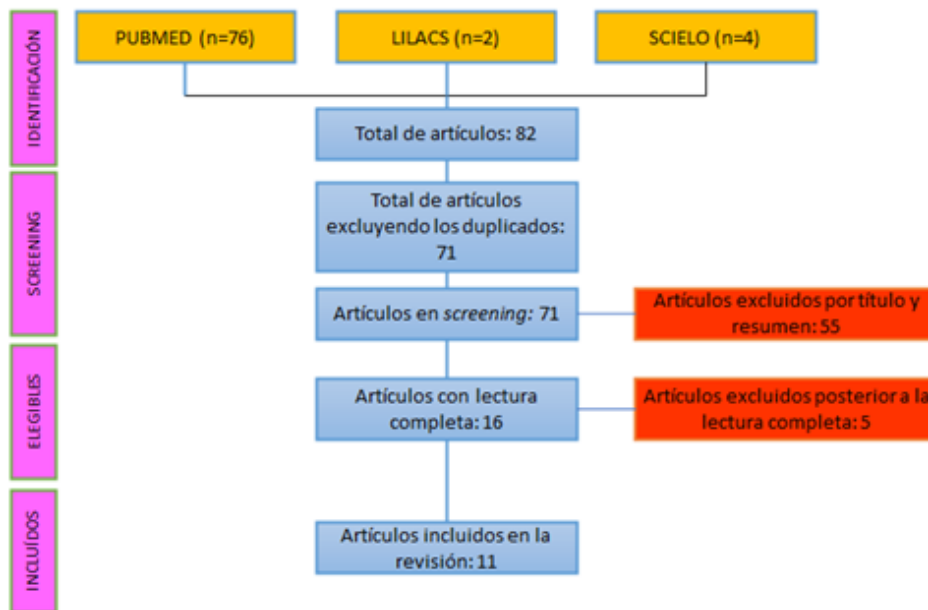 IDENTIFICACIÓN
PUBMED (n=76)
LILACS (n=2)
SCIELO (n=4)
Total de artículos: 82
SCREENING
Total de artículos
excluyendo los duplicados:
71
Artículos en screening: 71
Artículos excluidos por título y
resumen: 55
ELEGIBLES
Artículos con lectura
completa: 16
Artículos excluidos posterior a la
lectura completa: 5
INCLUÍDOS
Artículos incluidos en la
revisión: 11